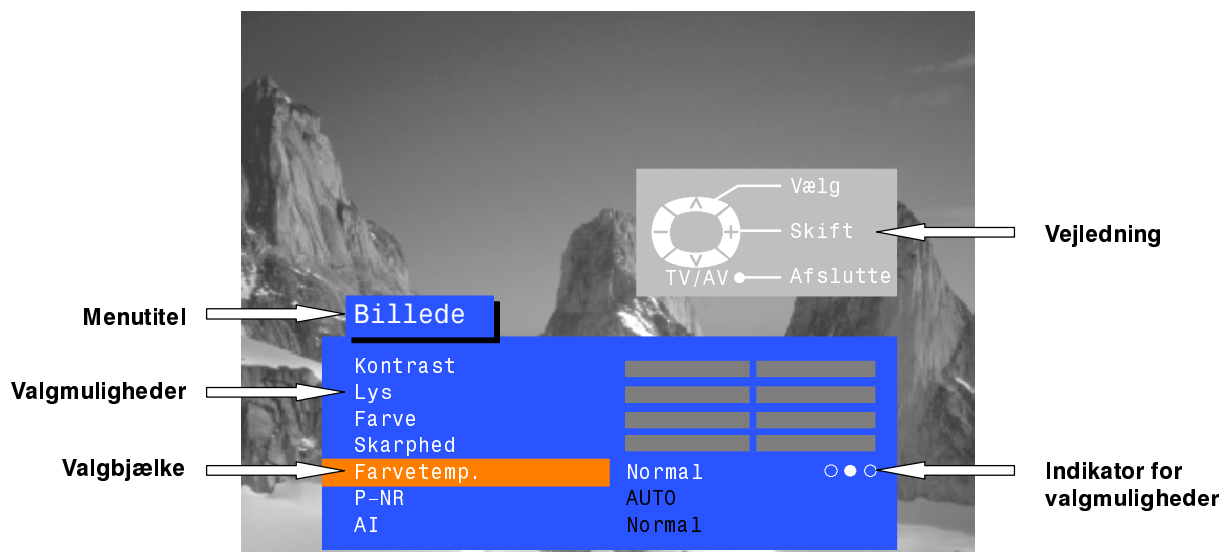 Vælg
Skift
TV/AV Afslutte
Vejledning
Menutitel
Billede
Valgmuligheder
Kontrast
Lys
Farve
Skarphed
Valgbjælke
Farvetemp. Normal
P-NR AUTO
AI Normal
Indikator for
valgmuligheder